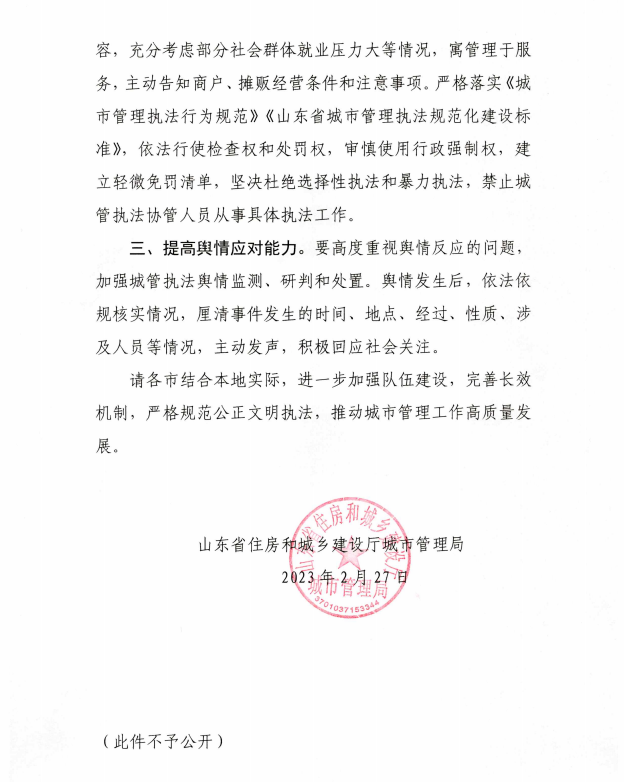 容，充分考虑部分社会群体就业压力大等情况，寓管理于服
务，主动告知商户、摊贩经营条件和注意事项。严格落实《城
市管理执法行为规范》《山东省城市管理执法规范化建设标
准》，依法行使检查权和处罚权，审慎使用行政强制权，建
立轻微免罚清单，坚决杜绝选择性执法和暴力执法，禁止城
管执法协管人员从事具体执法工作。
三、提高舆情应对能力。要高度重视舆情反应的问题，
加强城管执法舆情监测、研判和处置。舆情发生后，依法依
规核实情况，厘清事件发生的时间、地点、经过、性质、涉
及人员等情况，主动发声，积极回应社会关注。
请各市结合本地实际，进一步加强队伍建设，完善长效
机制，严格规范公正文明执法，推动城市管理工作高质量发
展。
山东省住房和城乡建设厅城市管理局
2023年2月27日
山东省住房和城乡建设厅
城市管理局
3701037153344
（此件不予公开）